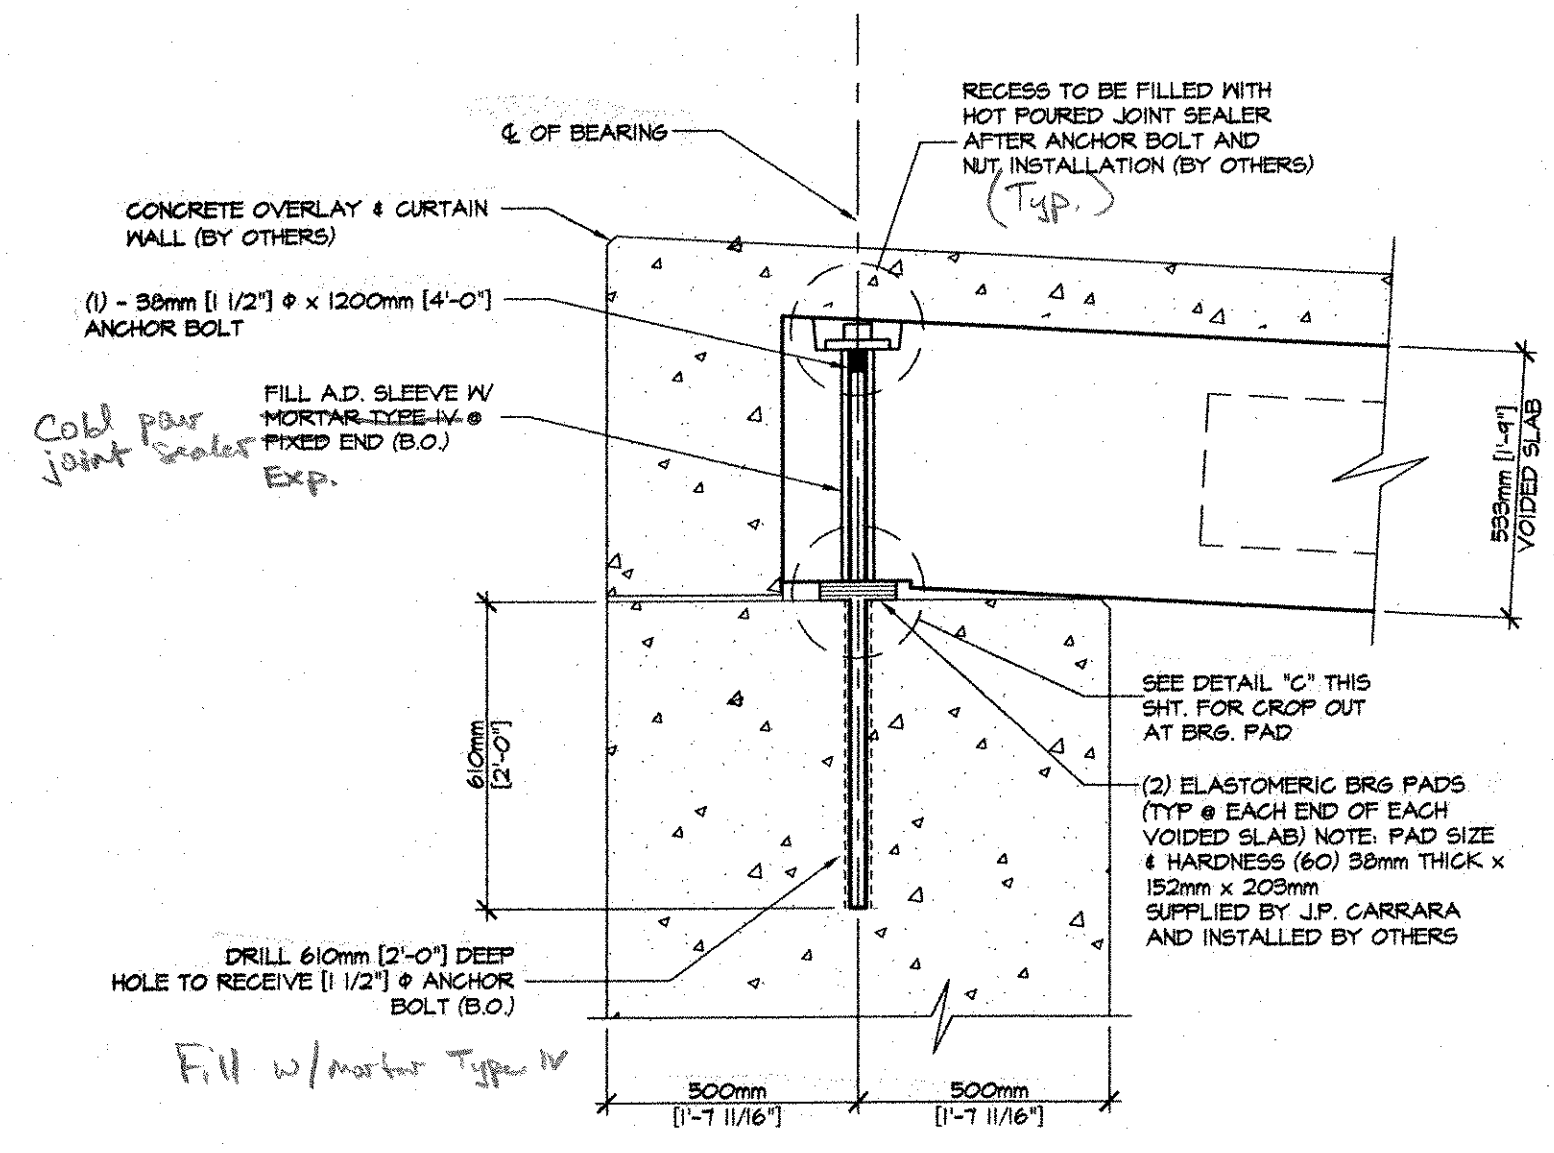 RECESS TO BE FILLED WITH
HOT POURED JOINT SEALER
AFTER ANCHOR BOLT AND
NUT INSTALLATION (BY OTHERS)
(Typ.)
℄ OF BEARING
CONCRETE OVERLAY & CURTAIN
WALL (BY OTHERS)
(1) - 38mm [1 1/2"] Φ x 1200mm [4'-0"]
ANCHOR BOLT
FILL A.D. SLEEVE W/
MORTAR TYPE IV @
FIXED END (B.O.)
Cold pour
joint sealer
Exp.
533mm [1'-9"]
VOIDED SLAB
610mm
[2'-0"]
SEE DETAIL "C" THIS
SHT. FOR CROP OUT
AT BRG. PAD
(2) ELASTOMERIC BRG PADS
(TYP @ EACH END OF EACH
VOIDED SLAB) NOTE: PAD SIZE
& HARDNESS (60) 38mm THICK x
152mm x 203mm
SUPPLIED BY J.P. CARRARA
AND INSTALLED BY OTHERS
DRILL 610mm [2'-0"] DEEP
HOLE TO RECEIVE [1 1/2"] Φ ANCHOR
BOLT (B.O.)
Fill w/mortar Type IV
500mm
[1'-7 11/16"]
500mm
[1'-7 11/16"]